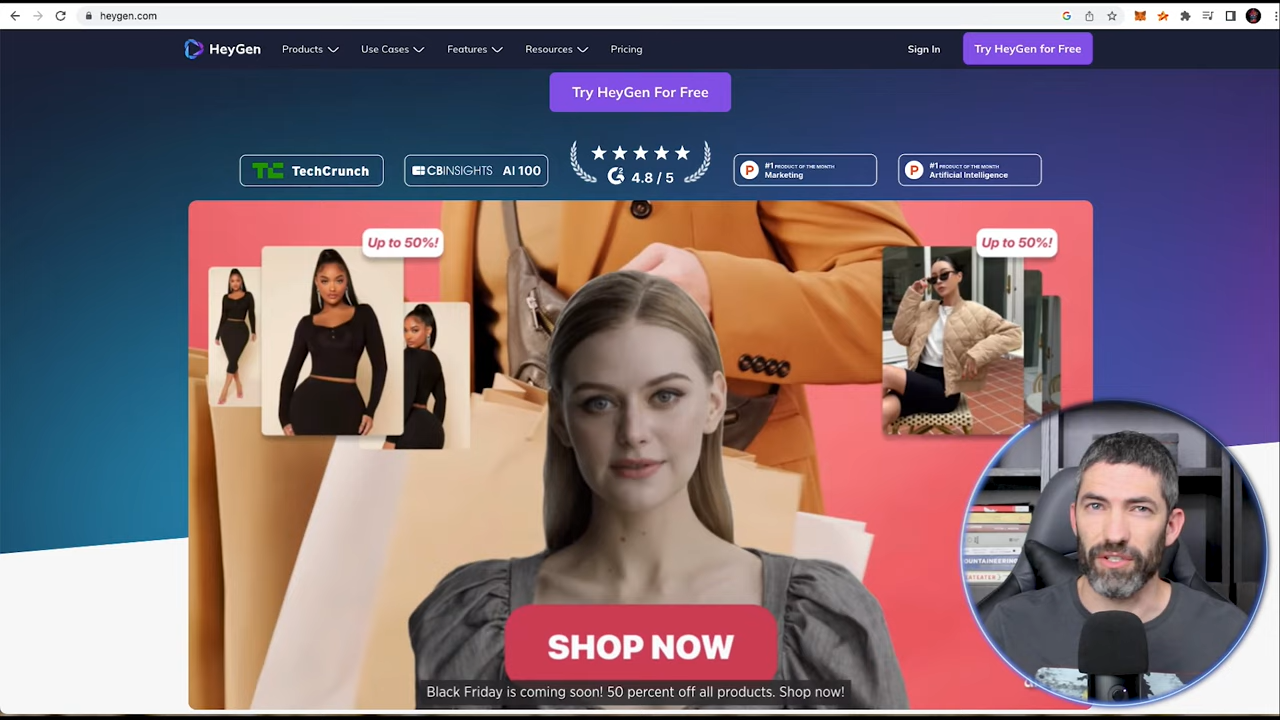 heygen.com
HeyGen
Products
Use Cases
Features
Resources
Pricing
Sign In
Try HeyGen for Free
Try HeyGen For Free
TechCrunch
CBINSIGHTS AI 100
4.8 / 5
#1 PRODUCT OF THE MONTH
Marketing
#1 PRODUCT OF THE MONTH
Artificial Intelligence
Up to 50%!
Up to 50%!
SHOP NOW
Black Friday is coming soon! 50 percent off all products. Shop now!